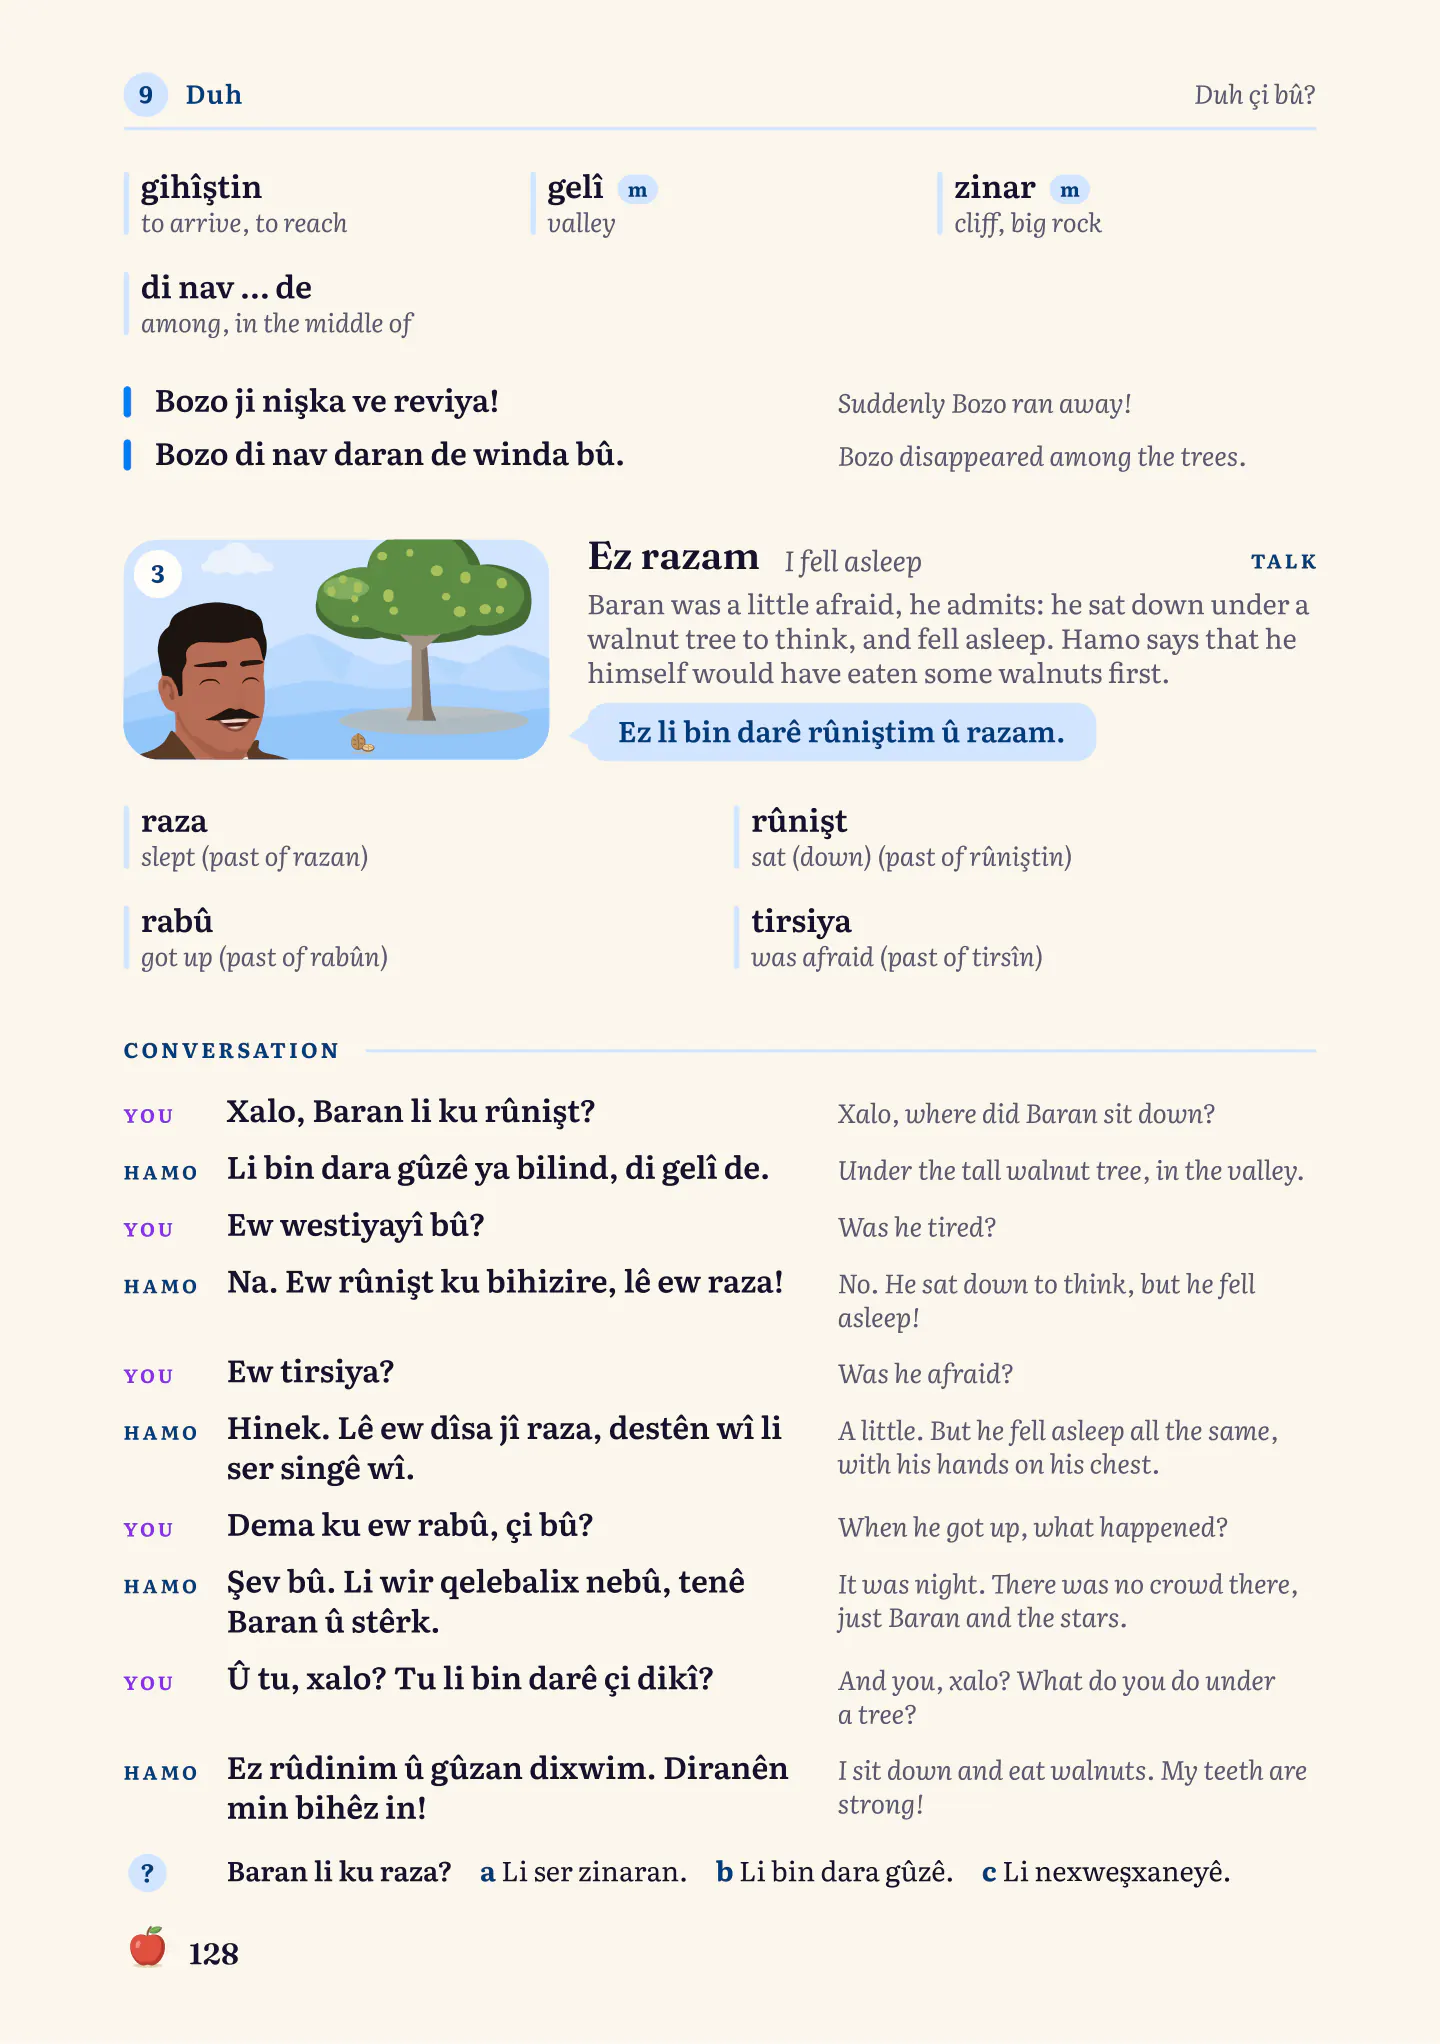 9 Duh
Duh çi bû?
gihîştin
to arrive, to reach
gelî m
valley
zinar m
cliff, big rock
di nav … de
among, in the middle of
Bozo ji nişka ve reviya!
Suddenly Bozo ran away!
Bozo di nav daran de winda bû.
Bozo disappeared among the trees.
3
Ez razam I fell asleep
TALK
Baran was a little afraid, he admits: he sat down under a
walnut tree to think, and fell asleep. Hamo says that he
himself would have eaten some walnuts first.
Ez li bin darê rûniştim û razam.
raza
slept (past of razan)
rûnişt
sat (down) (past of rûniştin)
rabû
got up (past of rabûn)
tirsiya
was afraid (past of tirsîn)
CONVERSATION
YOU Xalo, Baran li ku rûnişt?
Xalo, where did Baran sit down?
HAMO Li bin dara gûzê ya bilind, di gelî de.
Under the tall walnut tree, in the valley.
YOU Ew westiyayî bû?
Was he tired?
HAMO Na. Ew rûnişt ku bihizire, lê ew raza!
No. He sat down to think, but he fell
asleep!
YOU Ew tirsiya?
Was he afraid?
HAMO Hinek. Lê ew dîsa jî raza, destên wî li
ser singê wî.
A little. But he fell asleep all the same,
with his hands on his chest.
YOU Dema ku ew rabû, çi bû?
When he got up, what happened?
HAMO Şev bû. Li wir qelebalix nebû, tenê
Baran û stêrk.
It was night. There was no crowd there,
just Baran and the stars.
YOU Û tu, xalo? Tu li bin darê çi dikî?
And you, xalo? What do you do under
a tree?
HAMO Ez rûdinim û gûzan dixwim. Diranên
min bihêz in!
I sit down and eat walnuts. My teeth are
strong!
? Baran li ku raza? a Li ser zinaran. b Li bin dara gûzê. c Li nexweşxaneyê.
128